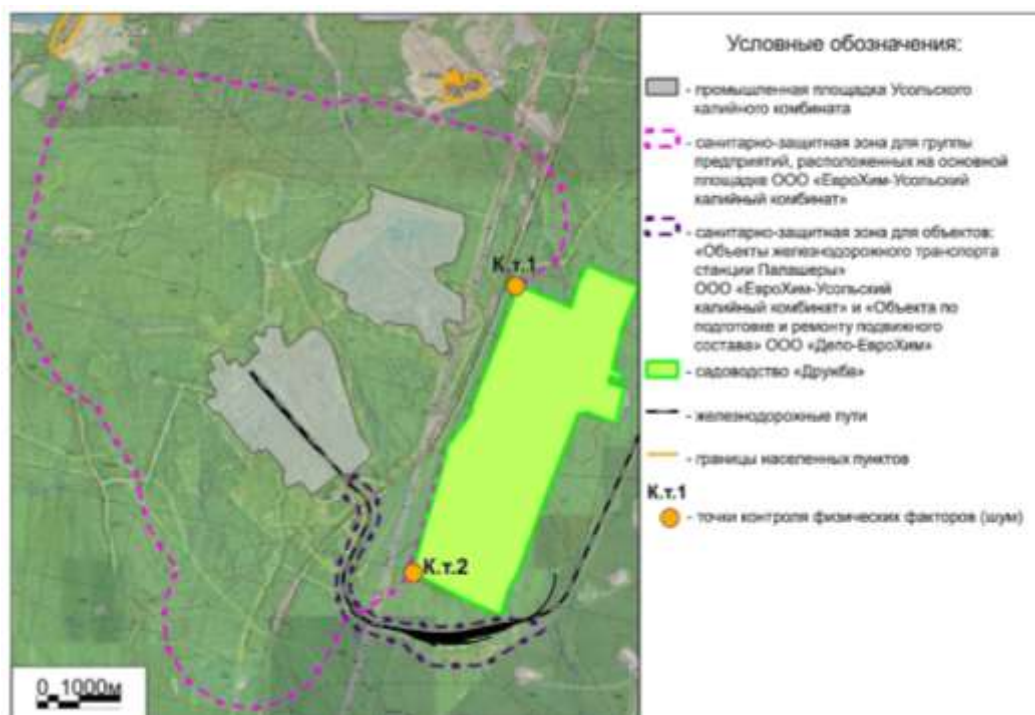 К.т.1
К.т.2
0 1000м
Условные обозначения:
- промышленная площадка Усольского
калийного комбината
- санитарно-защитная зона для группы
предприятий, расположенных на основной
площадке ООО «ЕвроХим-Усольский
калийный комбинат»
- санитарно-защитная зона для объектов:
«Объекты железнодорожного транспорта
станции Палашеры»
ООО «ЕвроХим-Усольский
калийный комбинат» и «Объекта по
подготовке и ремонту подвижного
состава» ООО «Депо-ЕвроХим»
- садоводство «Дружба»
- железнодорожные пути
- границы населенных пунктов
К.т.1
- точки контроля физических факторов (шум)